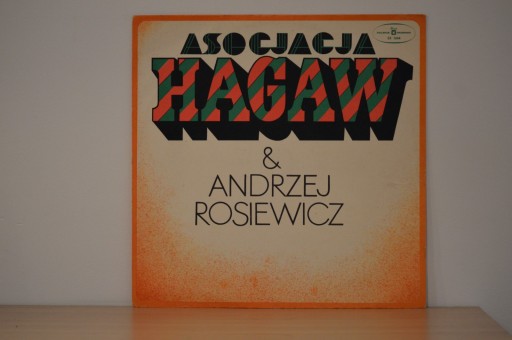 ASOCJACJA
HAGAW
&
ANDRZEJ
ROSIEWICZ